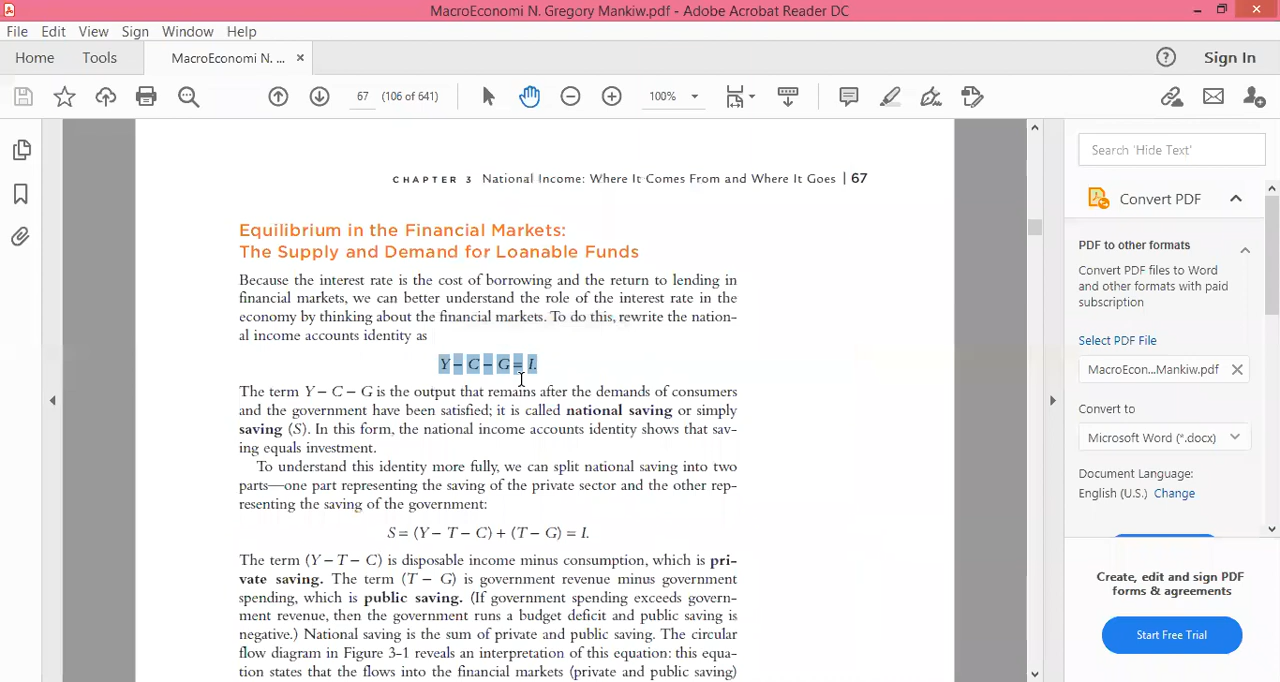 MacroEconomi N. Gregory Mankiw.pdf - Adobe Acrobat Reader DC
File Edit View Sign Window Help
Home Tools MacroEconomi N. ... × Sign In
67 (106 of 641) 100%
CHAPTER 3 National Income: Where It Comes From and Where It Goes | 67
Equilibrium in the Financial Markets:
The Supply and Demand for Loanable Funds
Because the interest rate is the cost of borrowing and the return to lending in
financial markets, we can better understand the role of the interest rate in the
economy by thinking about the financial markets. To do this, rewrite the nation-
al income accounts identity as
Y − C − G = I.
The term Y − C − G is the output that remains after the demands of consumers
and the government have been satisfied; it is called national saving or simply
saving (S). In this form, the national income accounts identity shows that sav-
ing equals investment.
To understand this identity more fully, we can split national saving into two
parts—one part representing the saving of the private sector and the other rep-
resenting the saving of the government:
S = (Y − T − C) + (T − G) = I.
The term (Y − T − C) is disposable income minus consumption, which is pri-
vate saving. The term (T − G) is government revenue minus government
spending, which is public saving. (If government spending exceeds govern-
ment revenue, then the government runs a budget deficit and public saving is
negative.) National saving is the sum of private and public saving. The circular
flow diagram in Figure 3-1 reveals an interpretation of this equation: this equa-
tion states that the flows into the financial markets (private and public saving)
Search 'Hide Text'
Convert PDF
PDF to other formats
Convert PDF files to Word
and other formats with paid
subscription
Select PDF File
MacroEcon...Mankiw.pdf
Convert to
Microsoft Word (*.docx)
Document Language:
English (U.S.) Change
Create, edit and sign PDF
forms & agreements
Start Free Trial